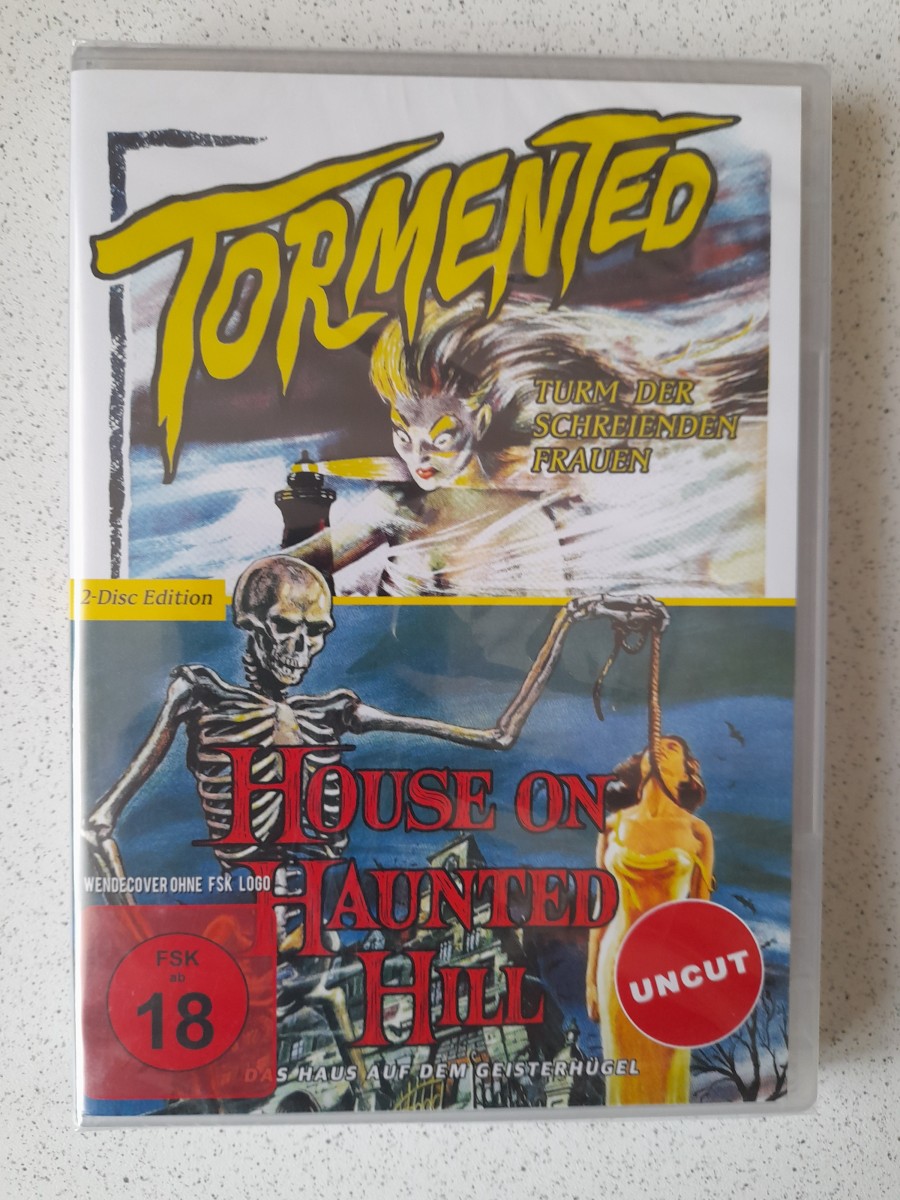 TORMENTED
TURM DER
SCHREIENDEN
FRAUEN
2-Disc Edition
HOUSE ON
HAUNTED
HILL
WENDECOVER OHNE FSK LOGO
FSK
ab
18
UNCUT
DAS HAUS AUF DEM GEISTERHÜGEL